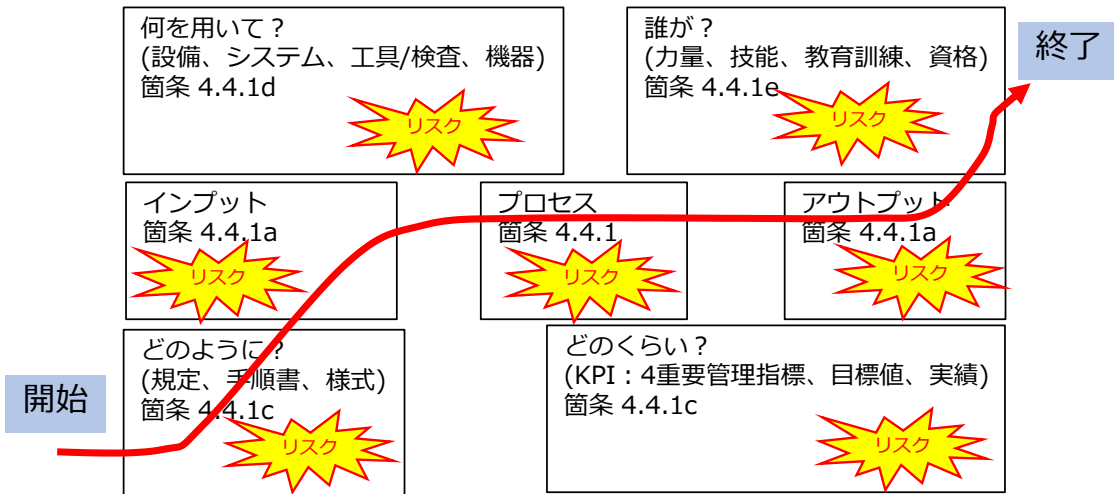 何を用いて？
(設備、システム、工具/検査、機器)
箇条 4.4.1d
リスク
誰が？
(力量、技能、教育訓練、資格)
箇条 4.4.1e
リスク
終了
インプット
箇条 4.4.1a
リスク
プロセス
箇条 4.4.1
リスク
アウトプット
箇条 4.4.1a
リスク
開始
どのように？
(規定、手順書、様式)
箇条 4.4.1c
リスク
どのくらい？
(KPI：4重要管理指標、目標値、実績)
箇条 4.4.1c
リスク